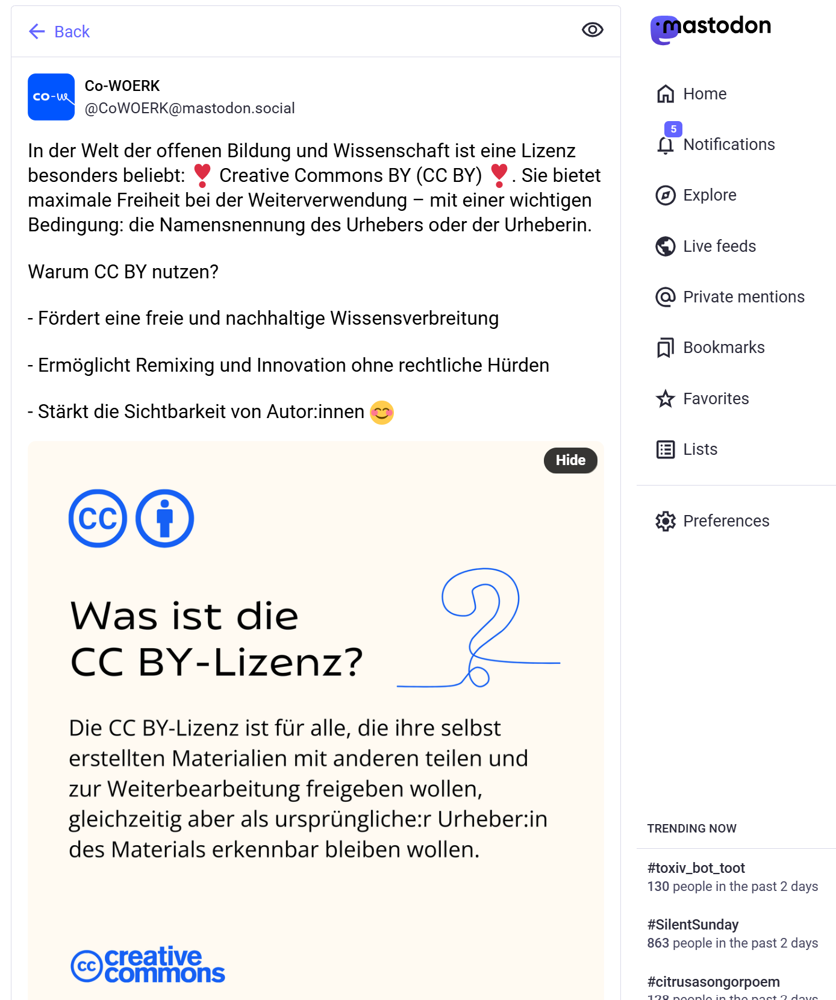 Back
Co-WOERK
@CoWOERK@mastodon.social
In der Welt der offenen Bildung und Wissenschaft ist eine Lizenz
besonders beliebt: ❣️ Creative Commons BY (CC BY) ❣️. Sie bietet
maximale Freiheit bei der Weiterverwendung – mit einer wichtigen
Bedingung: die Namensnennung des Urhebers oder der Urheberin.
Warum CC BY nutzen?
- Fördert eine freie und nachhaltige Wissensverbreitung
- Ermöglicht Remixing und Innovation ohne rechtliche Hürden
- Stärkt die Sichtbarkeit von Autor:innen 😊
Hide
CC
Was ist die
CC BY-Lizenz?
Die CC BY-Lizenz ist für alle, die ihre selbst
erstellten Materialien mit anderen teilen und
zur Weiterbearbeitung freigeben wollen,
gleichzeitig aber als ursprüngliche:r Urheber:in
des Materials erkennbar bleiben wollen.
cc creative
commons
co-w
mastodon
Home
5
Notifications
Explore
Live feeds
Private mentions
Bookmarks
Favorites
Lists
Preferences
TRENDING NOW
#toxiv_bot_toot
130 people in the past 2 days
#SilentSunday
863 people in the past 2 days
#citrusasongorpoem
128 people in the past 2 days